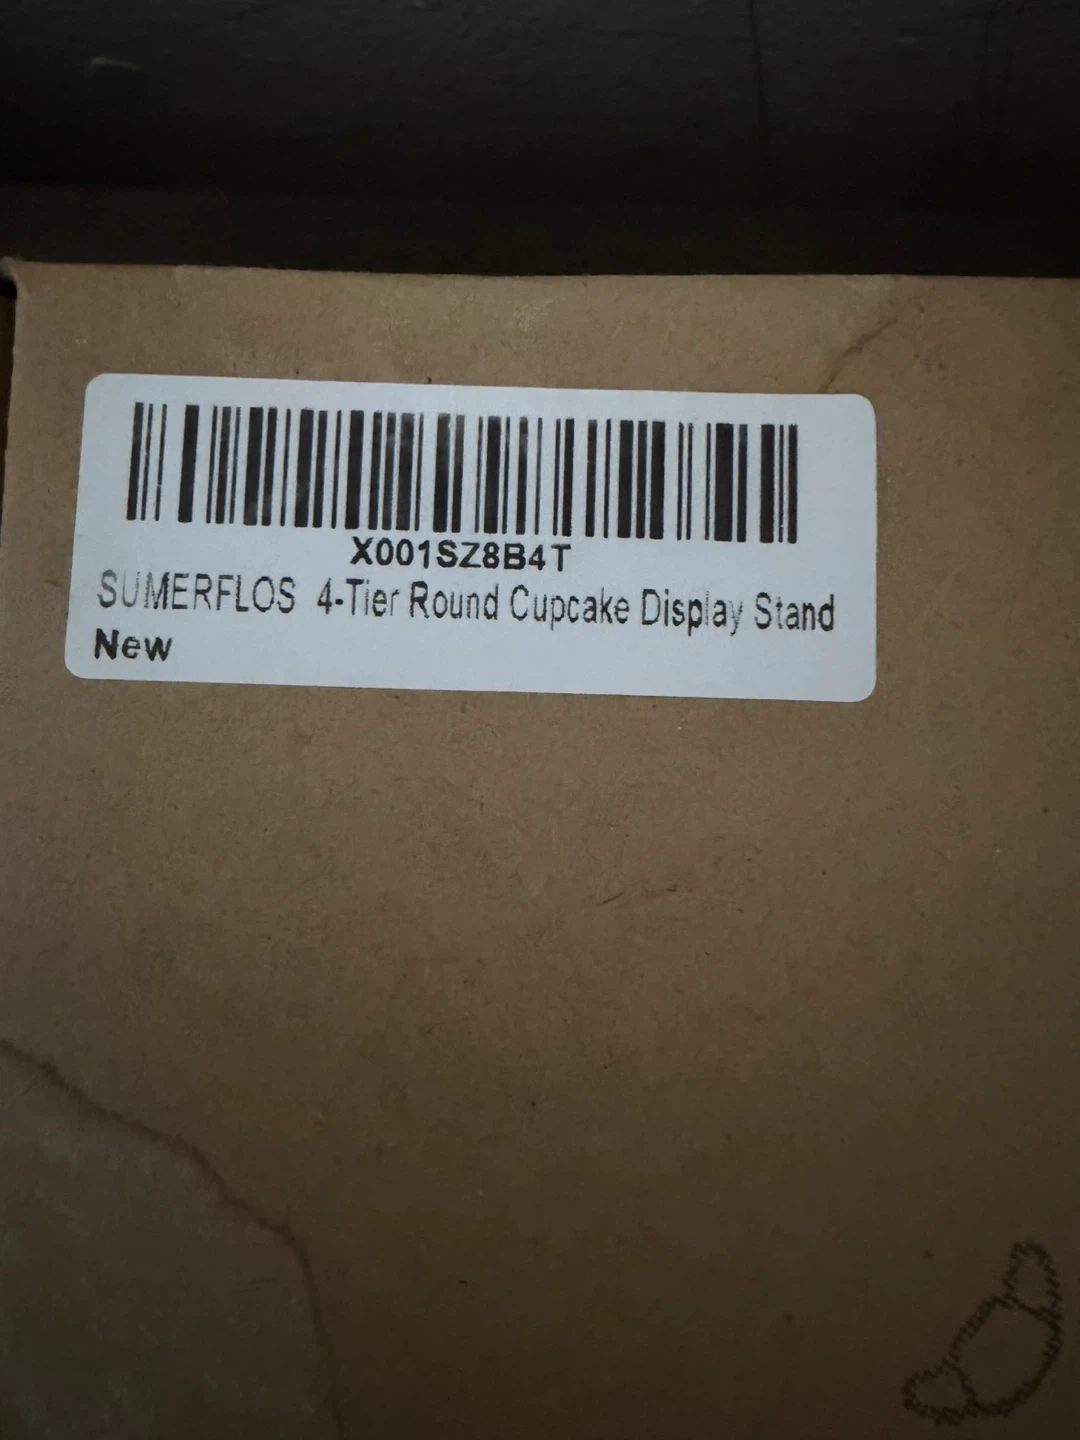 X001SZ8B4T
SUMERFLOS 4-Tier Round Cupcake Display Stand
New